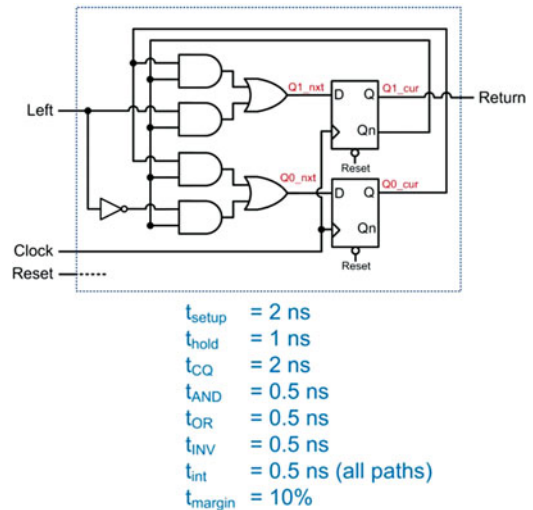 Q1_nxt
D Q
Q1_cur
Return
Left
Qn
Reset
Q0_nxt
D Q
Q0_cur
Qn
Clock
Reset
Reset
tsetup = 2 ns
thold = 1 ns
tCQ = 2 ns
tAND = 0.5 ns
tOR = 0.5 ns
tINV = 0.5 ns
tint = 0.5 ns (all paths)
tmargin = 10%